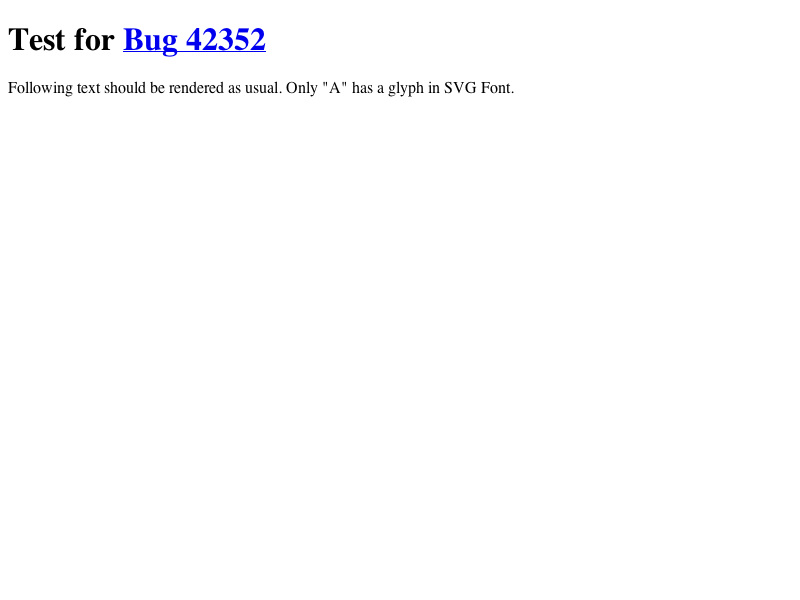 Test for Bug 42352
Following text should be rendered as usual. Only "A" has a glyph in SVG Font.